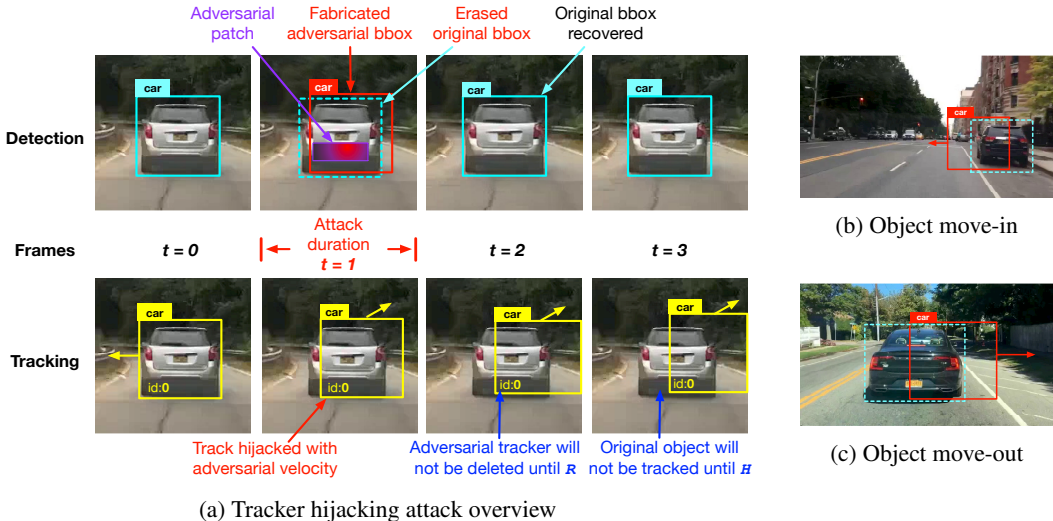 Adversarial patch
Fabricated adversarial bbox
Erased original bbox
Original bbox recovered
Detection
car
car
car
car
Frames
t = 0
Attack duration
t = 1
t = 2
t = 3
Tracking
car
id:0
car
id:0
car
id:0
car
id:0
Track hijacked with adversarial velocity
Adversarial tracker will not be deleted until R
Original object will not be tracked until H
(a) Tracker hijacking attack overview
car
(b) Object move-in
car
(c) Object move-out